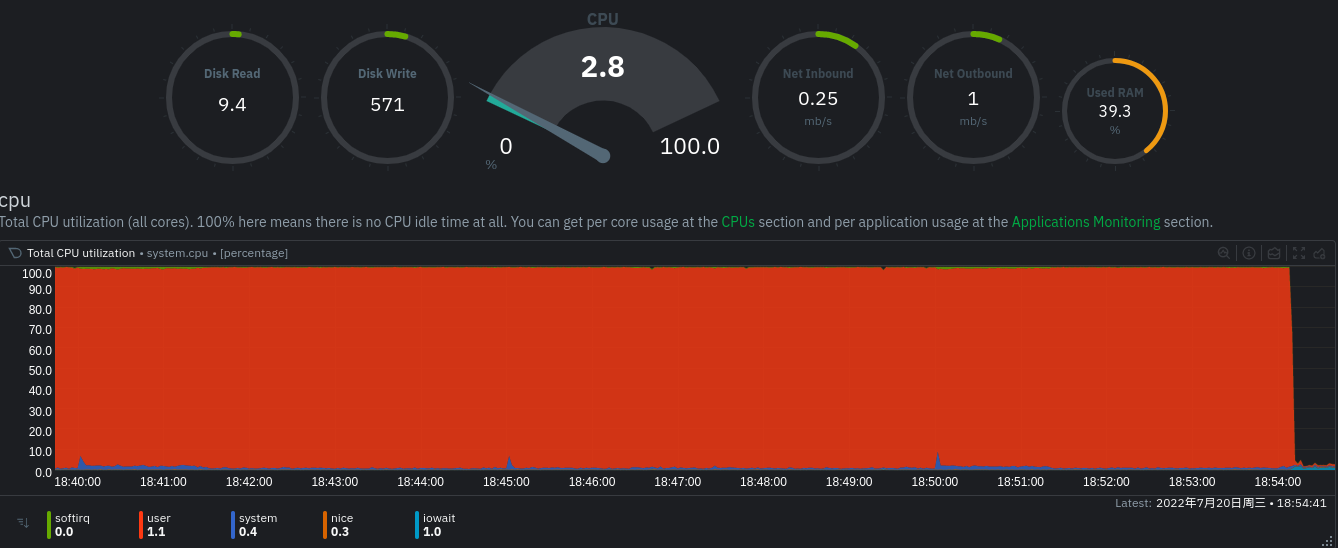 CPU
Disk Read
9.4
Disk Write
571
2.8
0
%
100.0
Net Inbound
0.25
mb/s
Net Outbound
1
mb/s
Used RAM
39.3
%
cpu
Total CPU utilization (all cores). 100% here means there is no CPU idle time at all. You can get per core usage at the CPUs section and per application usage at the Applications Monitoring section.
Total CPU utilization • system.cpu • [percentage]
100.0
90.0
80.0
70.0
60.0
50.0
40.0
30.0
20.0
10.0
0.0
18:40:00 18:41:00 18:42:00 18:43:00 18:44:00 18:45:00 18:46:00 18:47:00 18:48:00 18:49:00 18:50:00 18:51:00 18:52:00 18:53:00 18:54:00
Latest: 2022年7月20日周三 • 18:54:41
softirq user system nice iowait
0.0 1.1 0.4 0.3 1.0